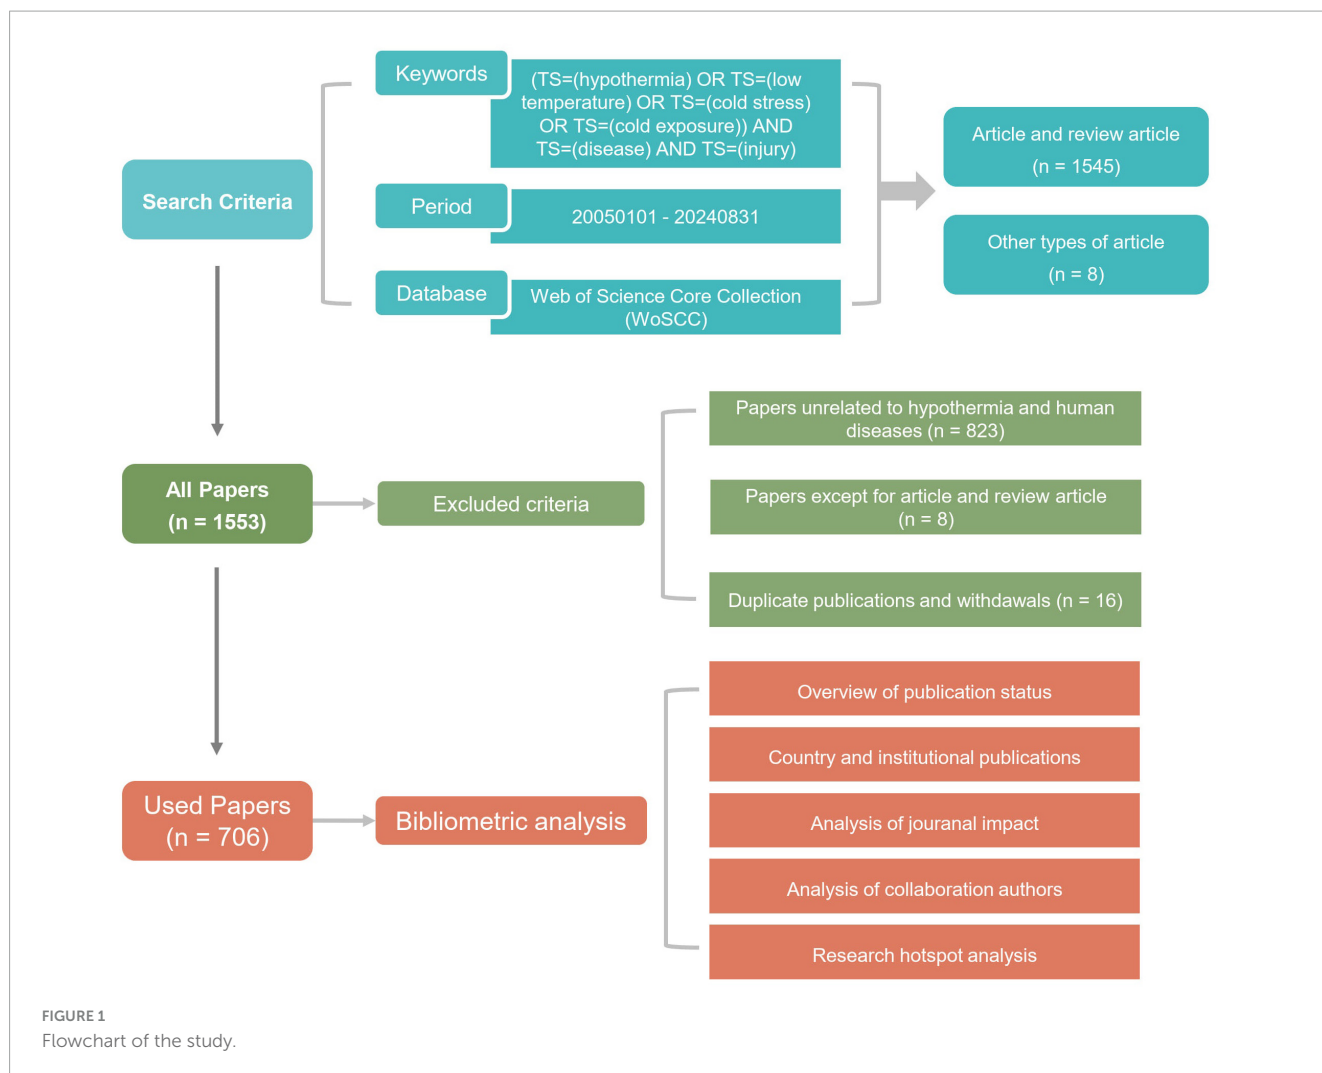 Search Criteria
Keywords
(TS=(hypothermia) OR TS=(low
temperature) OR TS=(cold stress)
OR TS=(cold exposure)) AND
TS=(disease) AND TS=(injury)
Period
20050101 - 20240831
Database
Web of Science Core Collection
(WoSCC)
Article and review article
(n = 1545)
Other types of article
(n = 8)
All Papers
(n = 1553)
Excluded criteria
Papers unrelated to hypothermia and human
diseases (n = 823)
Papers except for article and review article
(n = 8)
Duplicate publications and withdawals (n = 16)
Used Papers
(n = 706)
Bibliometric analysis
Overview of publication status
Country and institutional publications
Analysis of jouranal impact
Analysis of collaboration authors
Research hotspot analysis
FIGURE 1
Flowchart of the study.